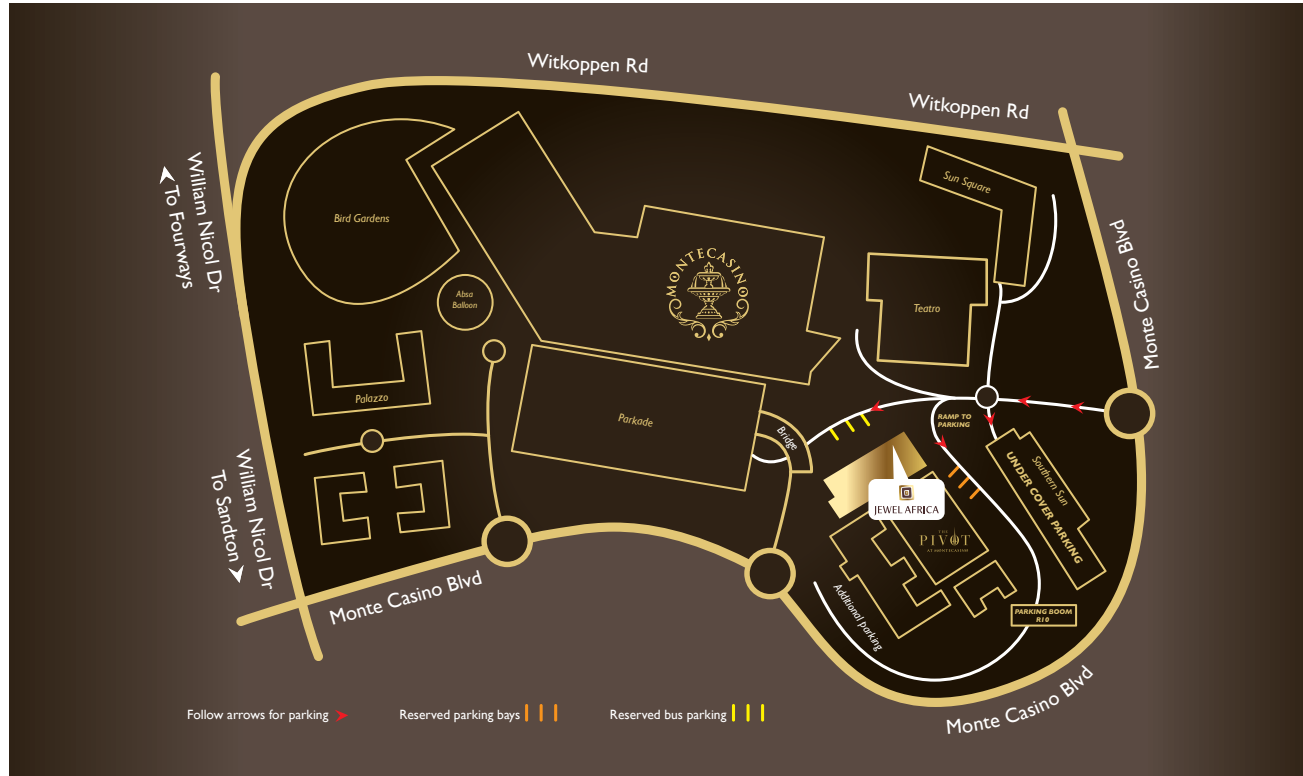 Witkoppen Rd
Witkoppen Rd
William Nicol Dr
To Fourways
Bird Gardens
Sun Square
Monte Casino Blvd
MONTECASINO
Absa
Balloon
Teatro
Palazzo
Parkade
Bridge
RAMP TO
PARKING
Southern Sun
UNDER COVER PARKING
JEWEL AFRICA
THE
PIVOT
AT MONTECASINO
William Nicol Dr
To Sandton
Monte Casino Blvd
Additional parking
PARKING BOOM
R10
Monte Casino Blvd
Follow arrows for parking
Reserved parking bays
Reserved bus parking